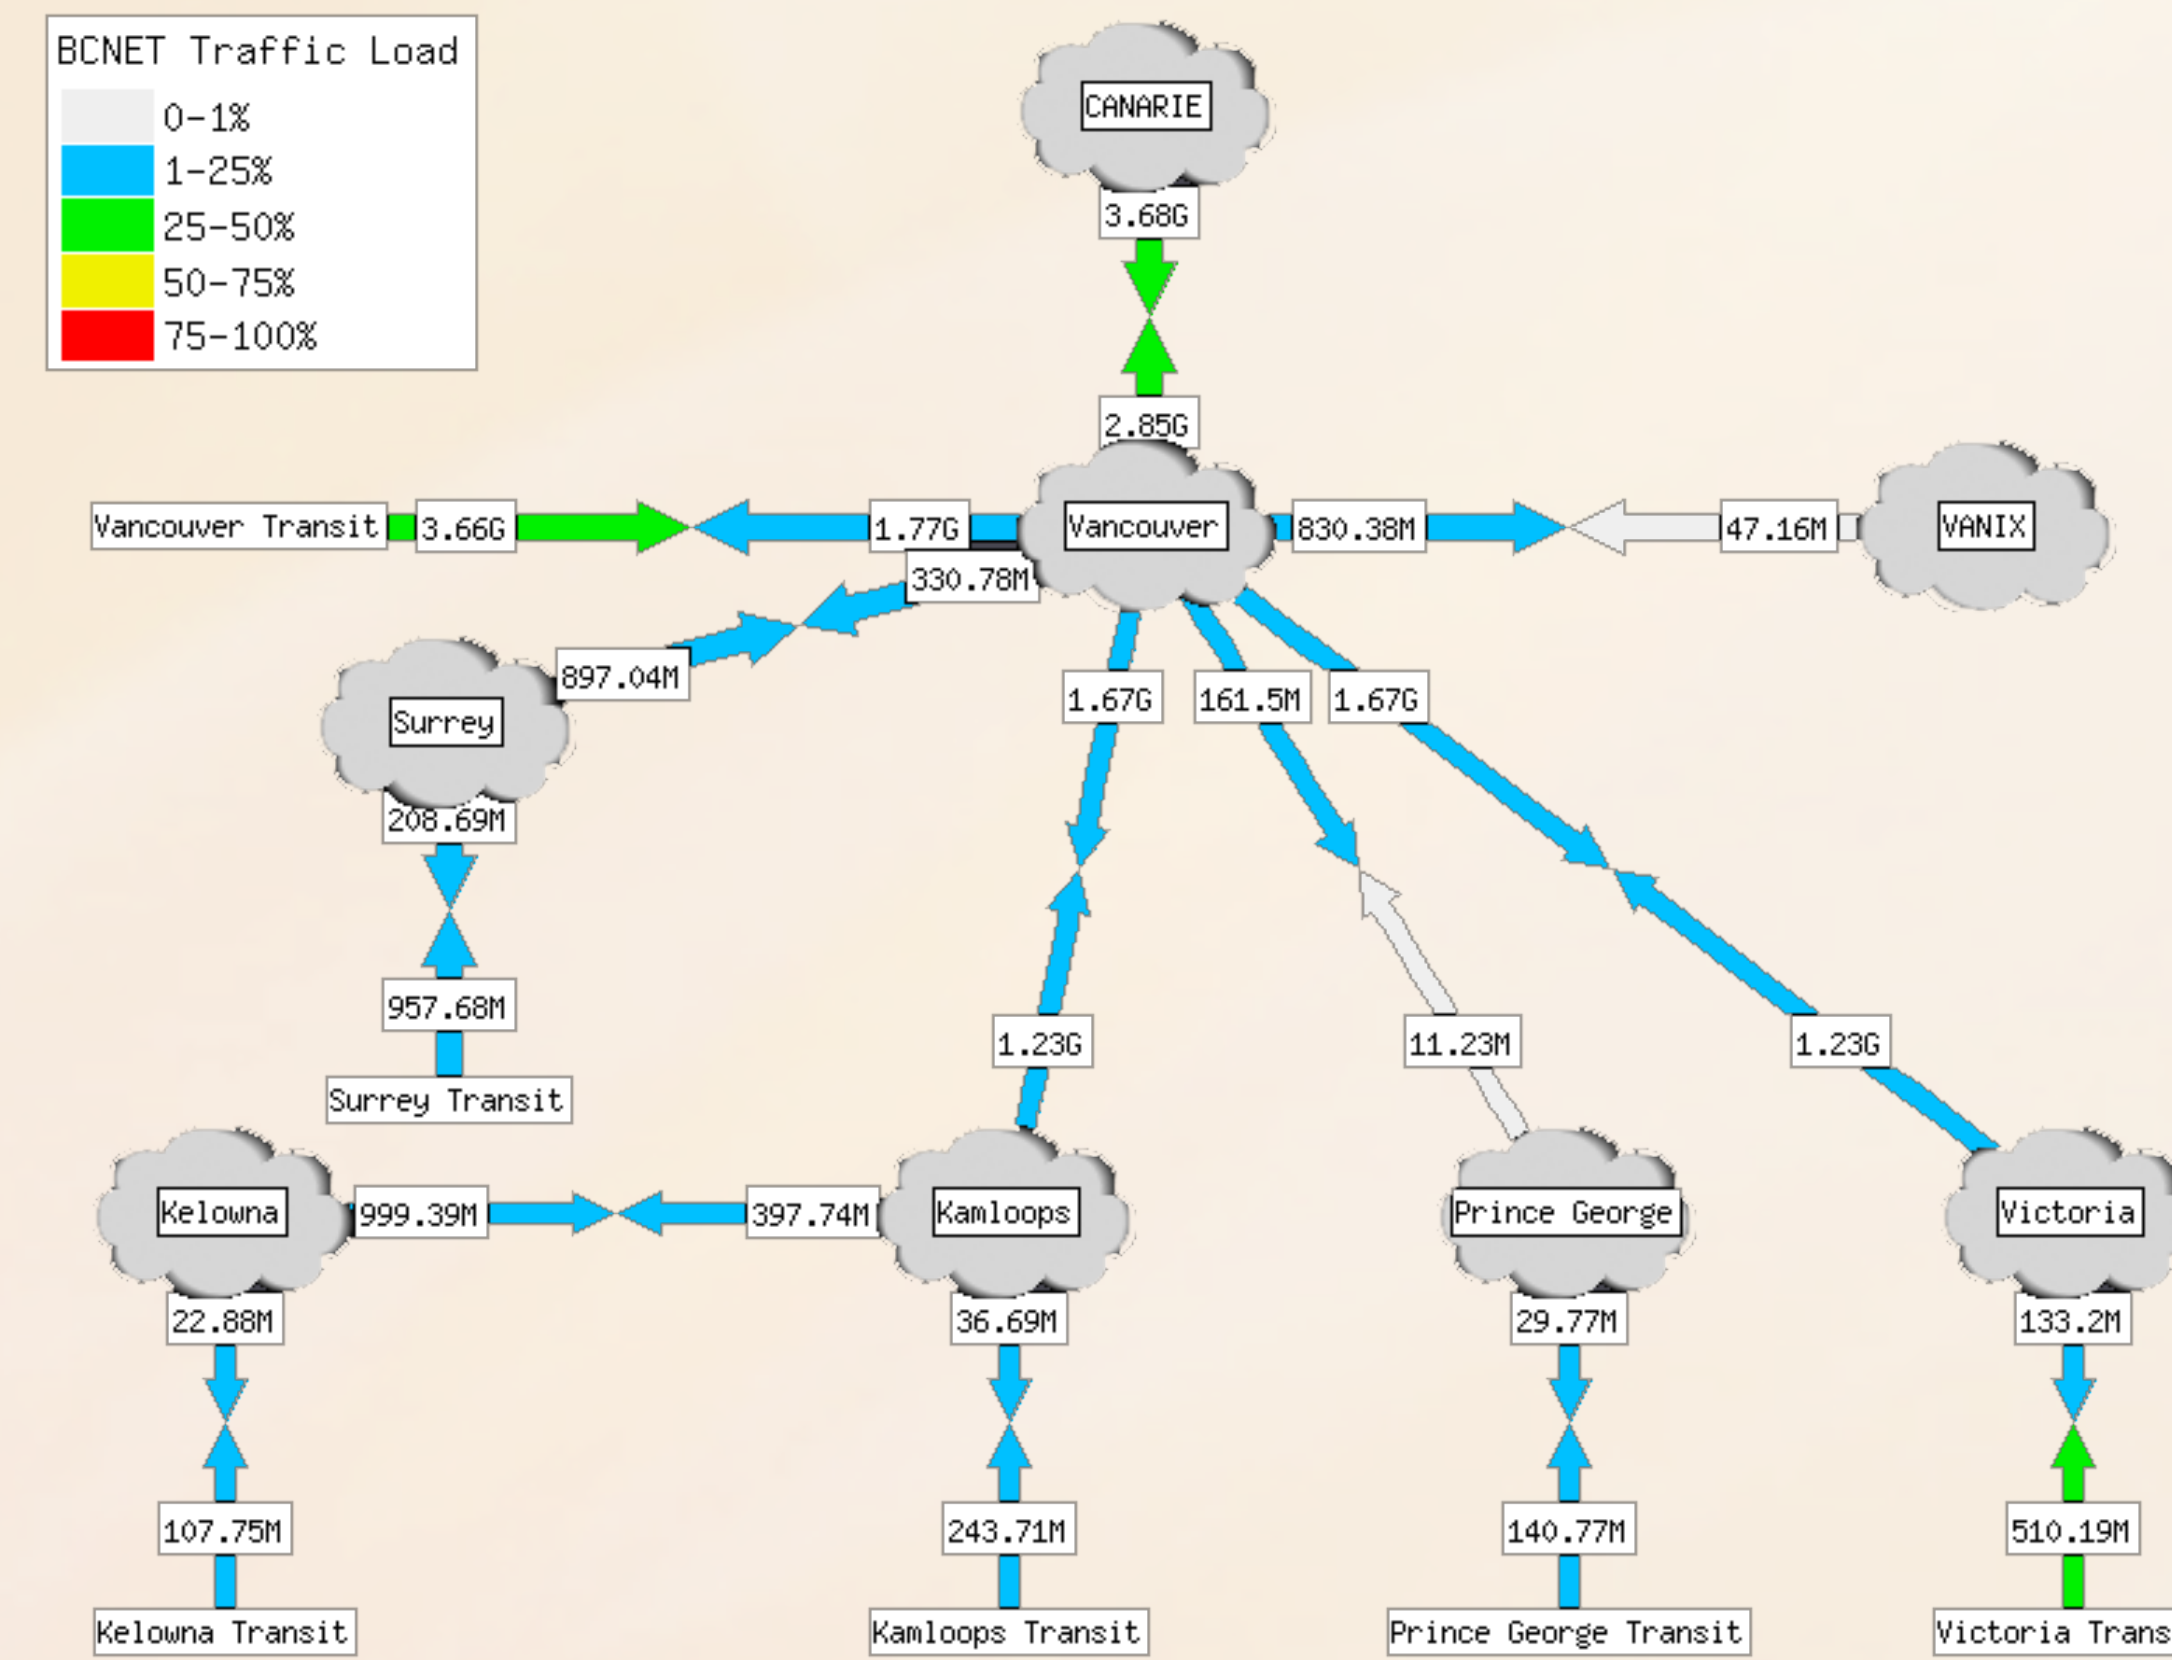 BCNET Traffic Load
0-1%
1-25%
25-50%
50-75%
75-100%
CANARIE
3.68G
2.85G
Vancouver Transit
3.66G
1.77G
Vancouver
830.38M
47.16M
VANIX
330.78M
897.04M
Surrey
1.67G
161.5M
1.67G
208.69M
957.68M
1.23G
11.23M
1.23G
Surrey Transit
Kelowna
999.39M
397.74M
Kamloops
Prince George
Victoria
22.88M
36.69M
29.77M
133.2M
107.75M
243.71M
140.77M
510.19M
Kelowna Transit
Kamloops Transit
Prince George Transit
Victoria Trans